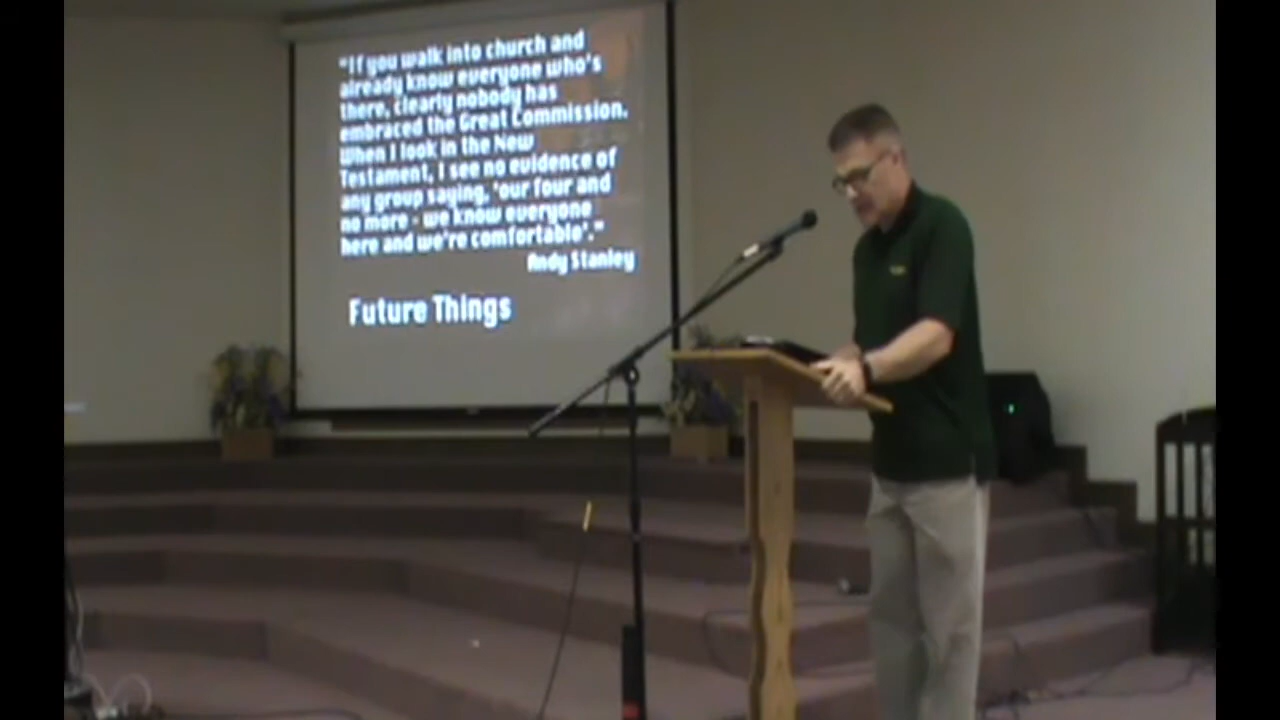 "If you walk into church and
already know everyone who's
there, clearly nobody has
embraced the Great Commission.
When I look in the New
Testament, I see no evidence of
any group saying, 'our four and
no more - we know everyone
here and we're comfortable'."
Andy Stanley
Future Things